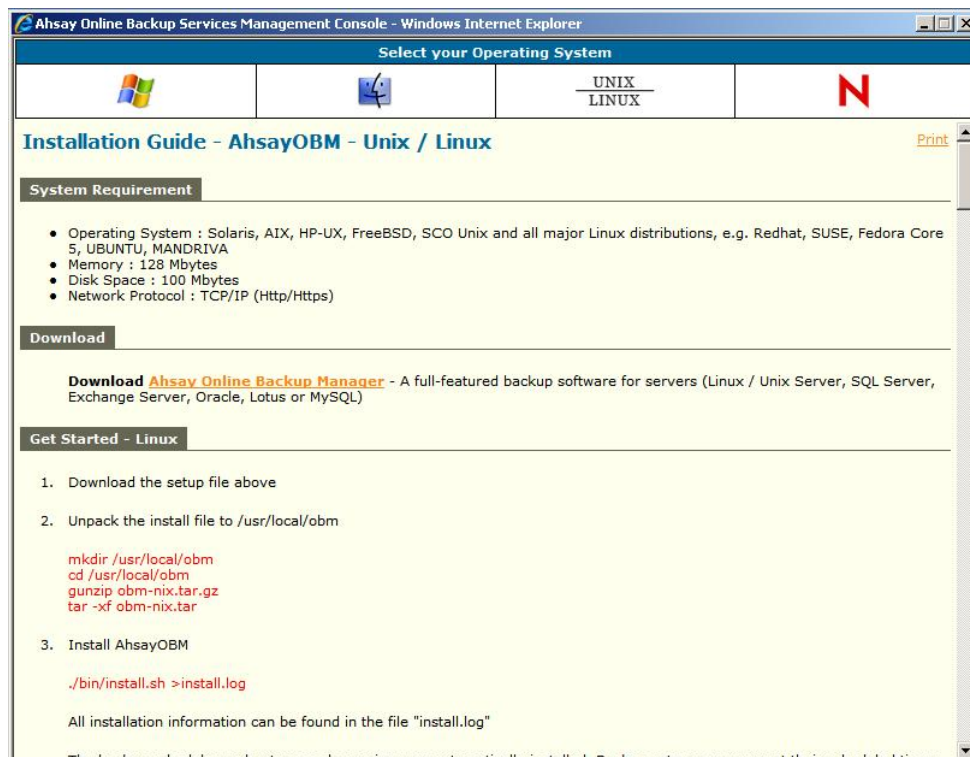 Ahsay Online Backup Services Management Console - Windows Internet Explorer
Select your Operating System
UNIX
LINUX
N
Installation Guide - AhsayOBM - Unix / Linux
Print
System Requirement
• Operating System : Solaris, AIX, HP-UX, FreeBSD, SCO Unix and all major Linux distributions, e.g. Redhat, SUSE, Fedora Core
5, UBUNTU, MANDRIVA
• Memory : 128 Mbytes
• Disk Space : 100 Mbytes
• Network Protocol : TCP/IP (Http/Https)
Download
Download Ahsay Online Backup Manager - A full-featured backup software for servers (Linux / Unix Server, SQL Server,
Exchange Server, Oracle, Lotus or MySQL)
Get Started - Linux
1. Download the setup file above
2. Unpack the install file to /usr/local/obm
mkdir /usr/local/obm
cd /usr/local/obm
gunzip obm-nix.tar.gz
tar -xf obm-nix.tar
3. Install AhsayOBM
./bin/install.sh >install.log
All installation information can be found in the file "install.log"